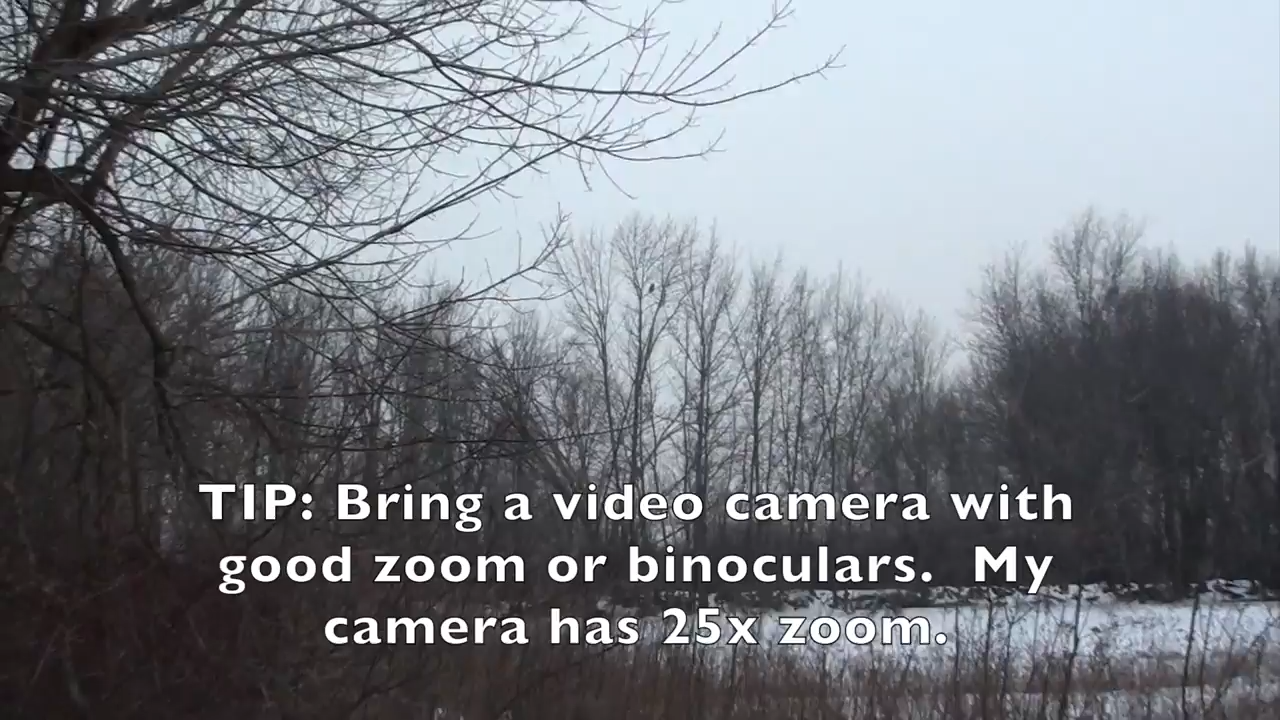 TIP: Bring a video camera with
good zoom or binoculars.  My
camera has 25x zoom.